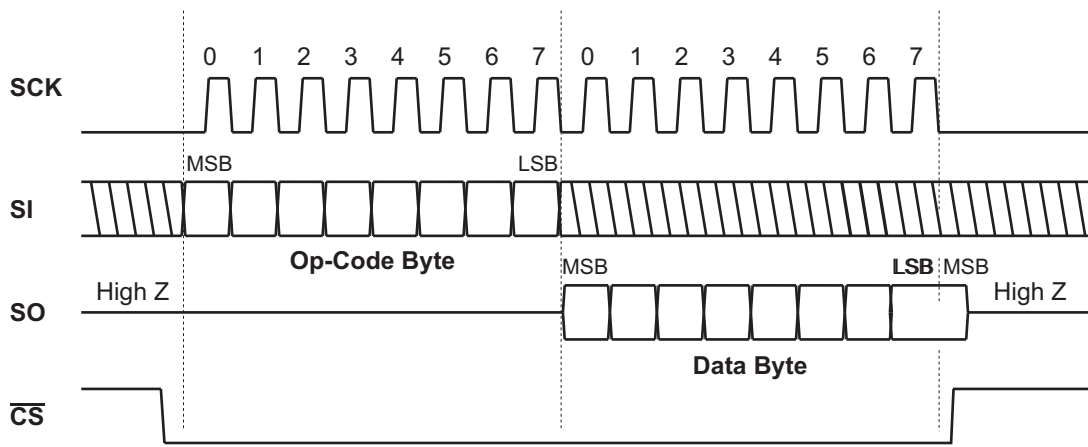 0 1 2 3 4 5 6 7 0 1 2 3 4 5 6 7
SCK
MSB LSB
SI
Op-Code Byte
MSB LSB MSB
High Z High Z
SO
Data Byte
CS